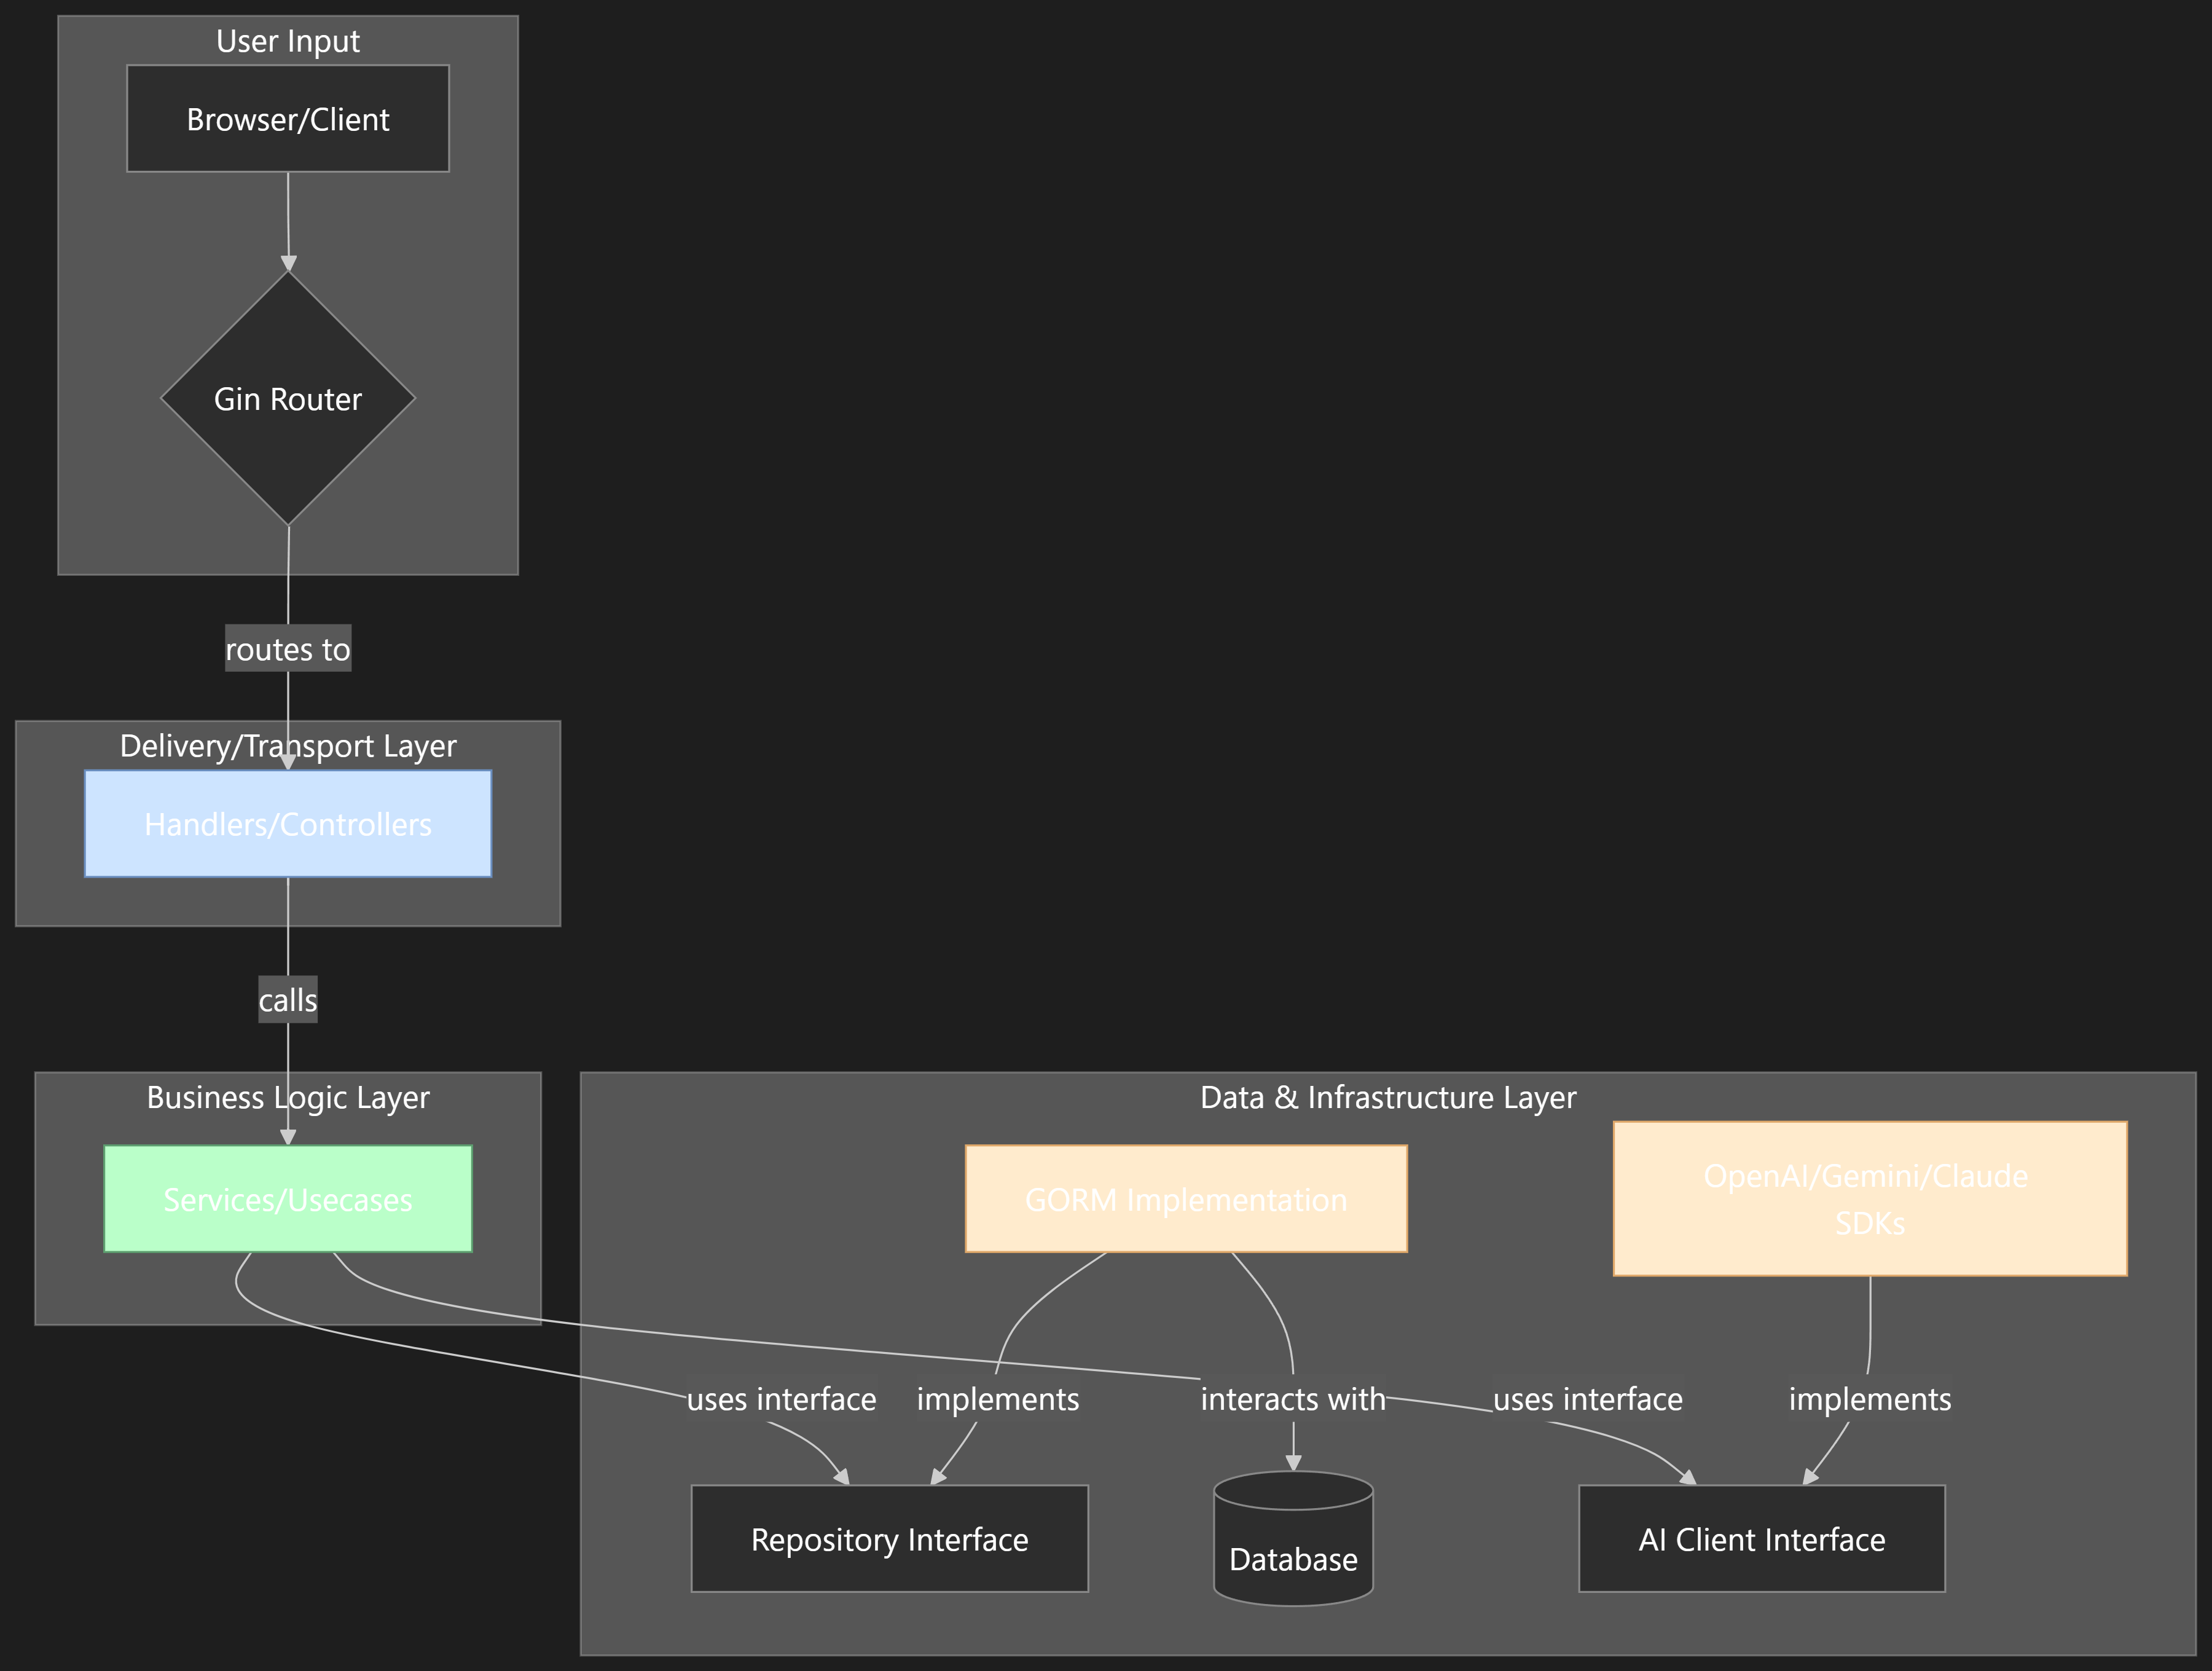 User Input
Browser/Client
Gin Router
routes to
Delivery/Transport Layer
Handlers/Controllers
calls
Business Logic Layer
Services/Usecases
Data & Infrastructure Layer
GORM Implementation
OpenAI/Gemini/Claude
SDKs
uses interface
implements
interacts with
uses interface
implements
Repository Interface
Database
AI Client Interface